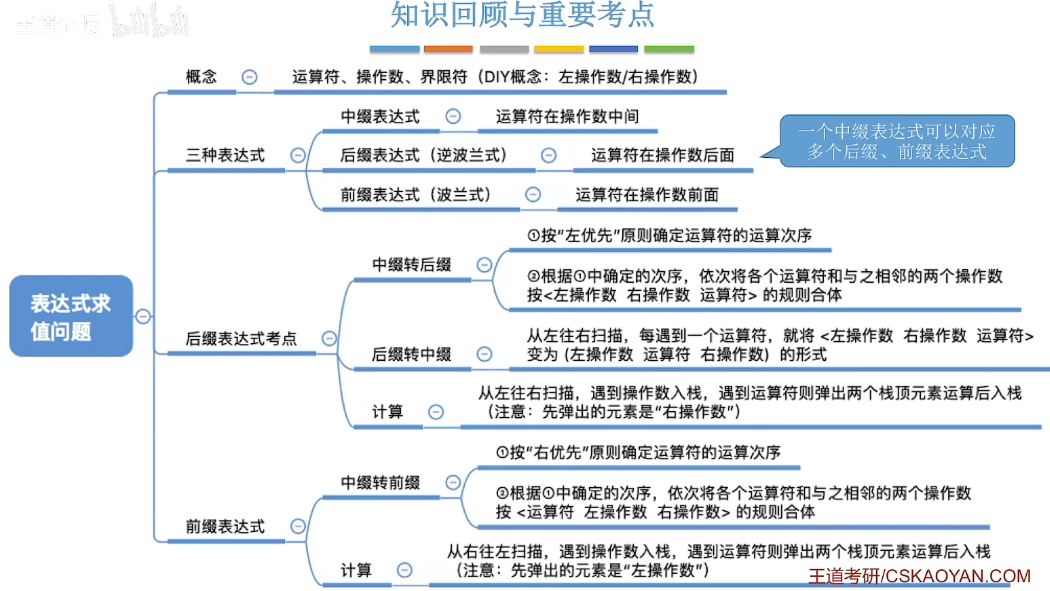 王道论坛 bilibili
知识回顾与重要考点
概念
运算符、操作数、界限符（DIY概念：左操作数/右操作数）
三种表达式
中缀表达式
运算符在操作数中间
后缀表达式（逆波兰式）
运算符在操作数后面
前缀表达式（波兰式）
运算符在操作数前面
一个中缀表达式可以对应
多个后缀、前缀表达式
表达式求
值问题
后缀表达式考点
中缀转后缀
①按“左优先”原则确定运算符的运算次序
②根据①中确定的次序，依次将各个运算符和与之相邻的两个操作数
按<左操作数 右操作数 运算符> 的规则合体
后缀转中缀
从左往右扫描，每遇到一个运算符，就将 <左操作数 右操作数 运算符>
变为 (左操作数 运算符 右操作数) 的形式
计算
从左往右扫描，遇到操作数入栈，遇到运算符则弹出两个栈顶元素运算后入栈
（注意：先弹出的元素是“右操作数”）
前缀表达式
中缀转前缀
①按“右优先”原则确定运算符的运算次序
②根据①中确定的次序，依次将各个运算符和与之相邻的两个操作数
按 <运算符 左操作数 右操作数> 的规则合体
计算
从右往左扫描，遇到操作数入栈，遇到运算符则弹出两个栈顶元素运算后入栈
（注意：先弹出的元素是“左操作数”）
王道考研/CSKAOYAN.COM